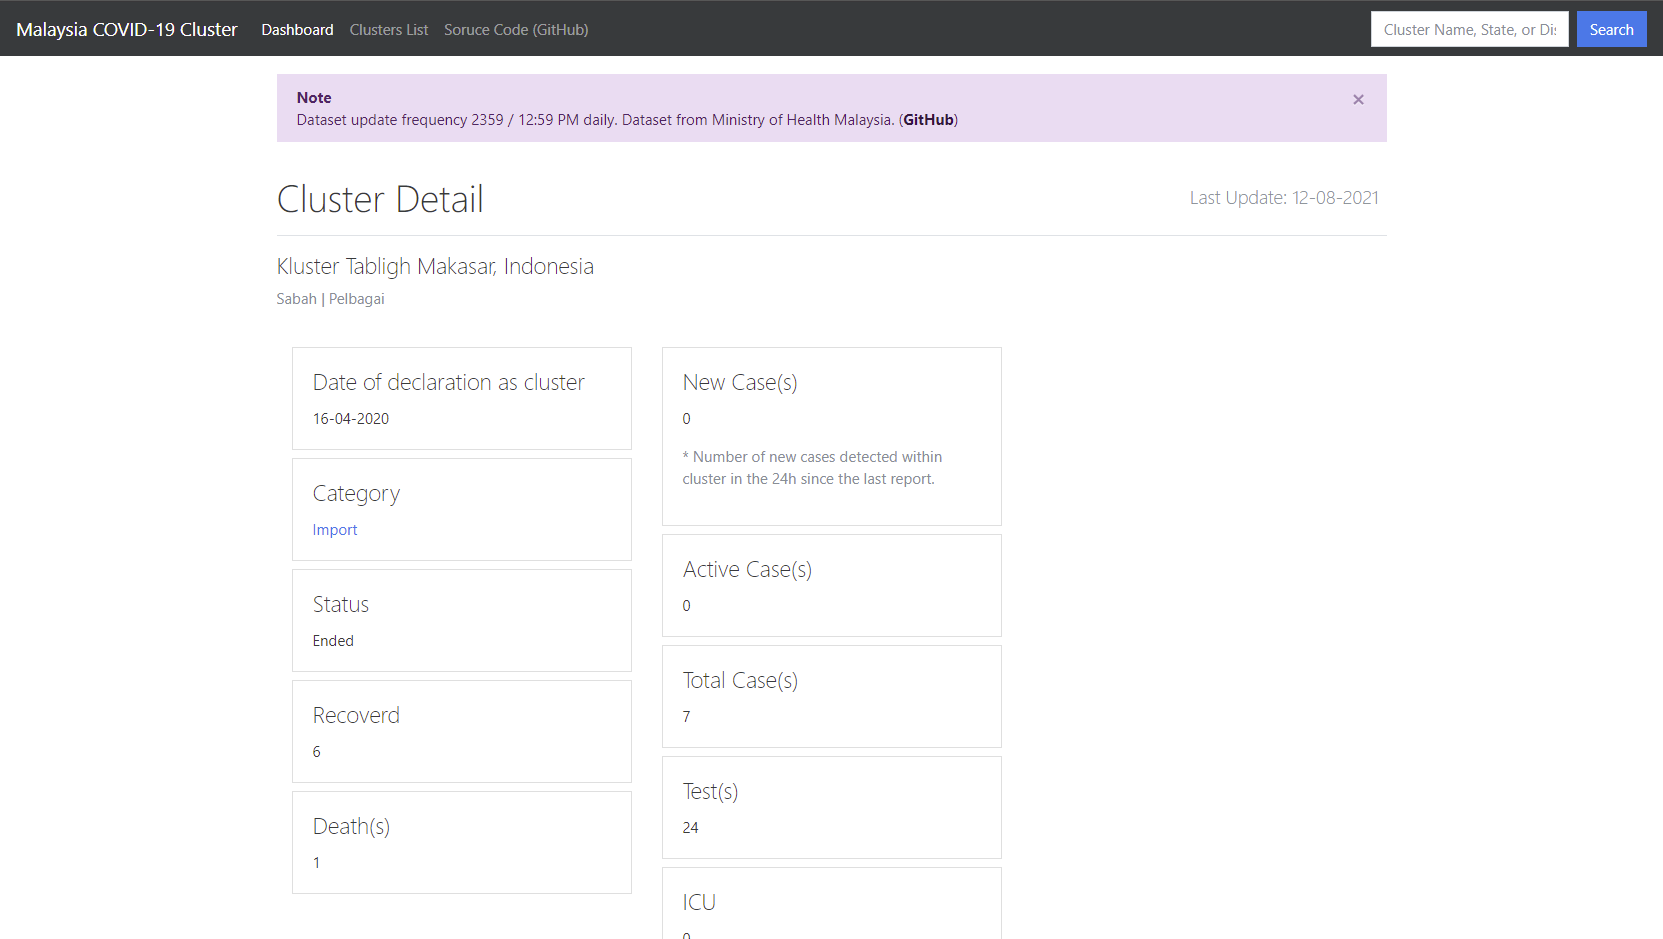 Malaysia COVID-19 Cluster Dashboard Clusters List Soruce Code (GitHub) Cluster Name, State, or Dis Search
Note ×
Dataset update frequency 2359 / 12:59 PM daily. Dataset from Ministry of Health Malaysia. (GitHub)
Cluster Detail Last Update: 12-08-2021
Kluster Tabligh Makasar, Indonesia
Sabah | Pelbagai
Date of declaration as cluster
16-04-2020
Category
Import
Status
Ended
Recoverd
6
Death(s)
1
New Case(s)
0
* Number of new cases detected within
cluster in the 24h since the last report.
Active Case(s)
0
Total Case(s)
7
Test(s)
24
ICU
0